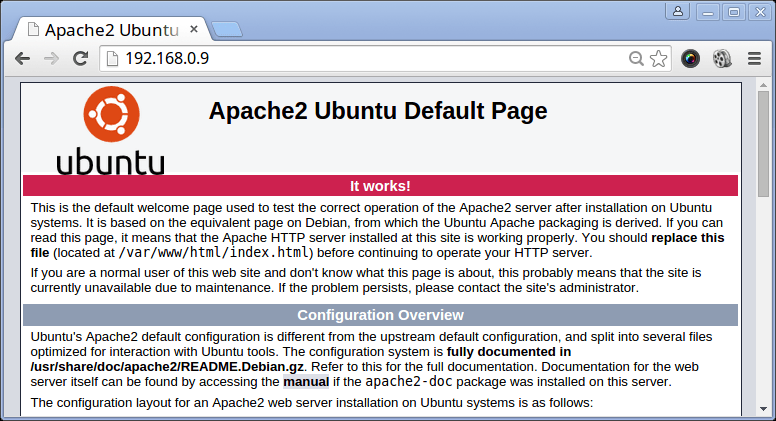 Apache2 Ubuntu
192.168.0.9
ubuntu
Apache2 Ubuntu Default Page
It works!
This is the default welcome page used to test the correct operation of the Apache2 server after installation on Ubuntu
systems. It is based on the equivalent page on Debian, from which the Ubuntu Apache packaging is derived. If you can
read this page, it means that the Apache HTTP server installed at this site is working properly. You should replace this
file (located at /var/www/html/index.html) before continuing to operate your HTTP server.
If you are a normal user of this web site and don't know what this page is about, this probably means that the site is
currently unavailable due to maintenance. If the problem persists, please contact the site's administrator.
Configuration Overview
Ubuntu's Apache2 default configuration is different from the upstream default configuration, and split into several files
optimized for interaction with Ubuntu tools. The configuration system is fully documented in
/usr/share/doc/apache2/README.Debian.gz. Refer to this for the full documentation. Documentation for the web
server itself can be found by accessing the manual if the apache2-doc package was installed on this server.
The configuration layout for an Apache2 web server installation on Ubuntu systems is as follows: